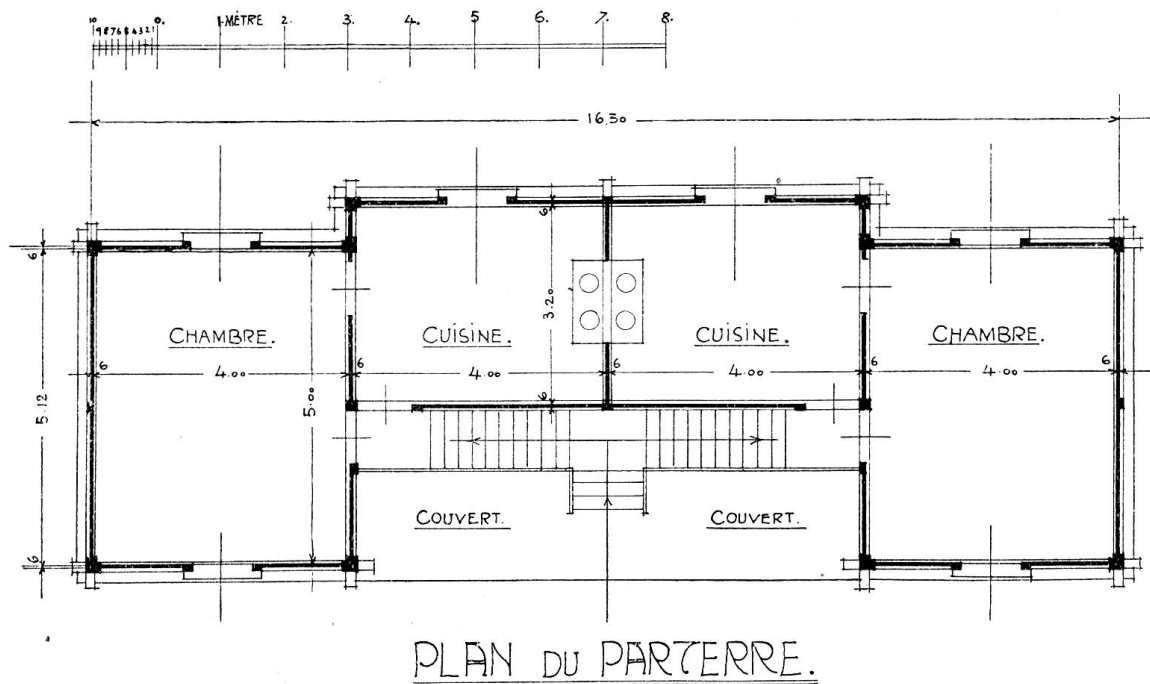 10 9 8 7 6 5 4 3 2 1 0. 1 MÈTRE 2. 3. 4. 5 6. 7. 8.
16.30
6 6
CHAMBRE. CUISINE. 3.20 CUISINE. CHAMBRE.
6 4.00 6 4.00 6 4.00 6 4.00 6
5.12 5.00 6
COUVERT. COUVERT.
6
PLAN DU PARTERRE.